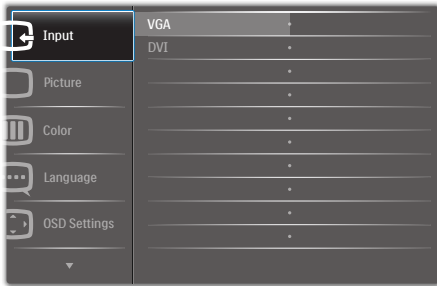 Input
VGA
DVI
Picture
Color
Language
OSD Settings